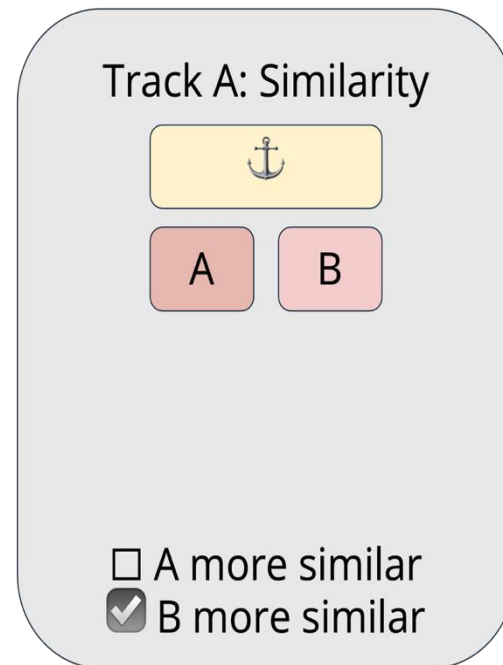 Track A: Similarity
⚓
A B
☐ A more similar
☑ B more similar